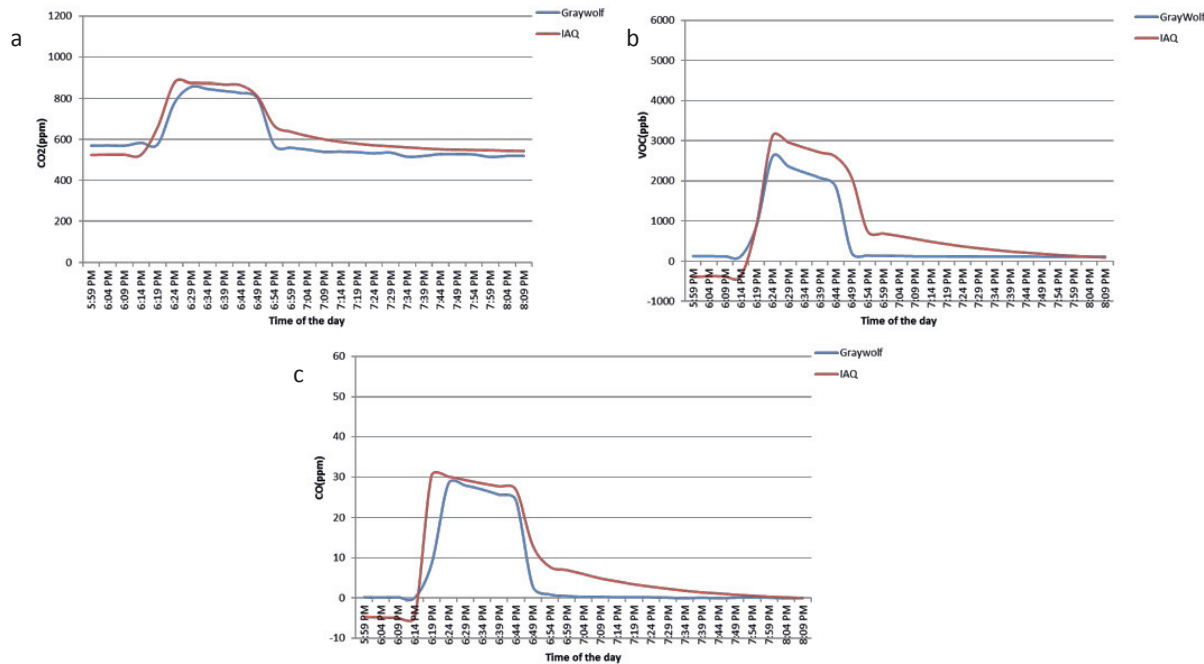 a
Graywolf
IAQ
1200
1000
800
600
400
200
0
CO2(ppm)
5:59 PM
6:04 PM
6:09 PM
6:14 PM
6:19 PM
6:24 PM
6:29 PM
6:34 PM
6:39 PM
6:44 PM
6:49 PM
6:54 PM
6:59 PM
7:04 PM
7:09 PM
7:14 PM
7:19 PM
7:24 PM
7:29 PM
7:34 PM
7:39 PM
7:44 PM
7:49 PM
7:54 PM
7:59 PM
8:04 PM
8:09 PM
Time of the day
b
GrayWolf
IAQ
6000
5000
4000
3000
2000
1000
0
-1000
VOC(ppb)
5:59 PM
6:04 PM
6:09 PM
6:14 PM
6:19 PM
6:24 PM
6:29 PM
6:34 PM
6:39 PM
6:44 PM
6:49 PM
6:54 PM
6:59 PM
7:04 PM
7:09 PM
7:14 PM
7:19 PM
7:24 PM
7:29 PM
7:34 PM
7:39 PM
7:44 PM
7:49 PM
7:54 PM
7:59 PM
8:04 PM
8:09 PM
Time of the day
c
Graywolf
IAQ
60
50
40
30
20
10
0
-10
CO(ppm)
5:59 PM
6:04 PM
6:09 PM
6:14 PM
6:19 PM
6:24 PM
6:29 PM
6:34 PM
6:39 PM
6:44 PM
6:49 PM
6:54 PM
6:59 PM
7:04 PM
7:09 PM
7:14 PM
7:19 PM
7:24 PM
7:29 PM
7:34 PM
7:39 PM
7:44 PM
7:49 PM
7:54 PM
7:59 PM
8:04 PM
8:09 PM
Time of the day